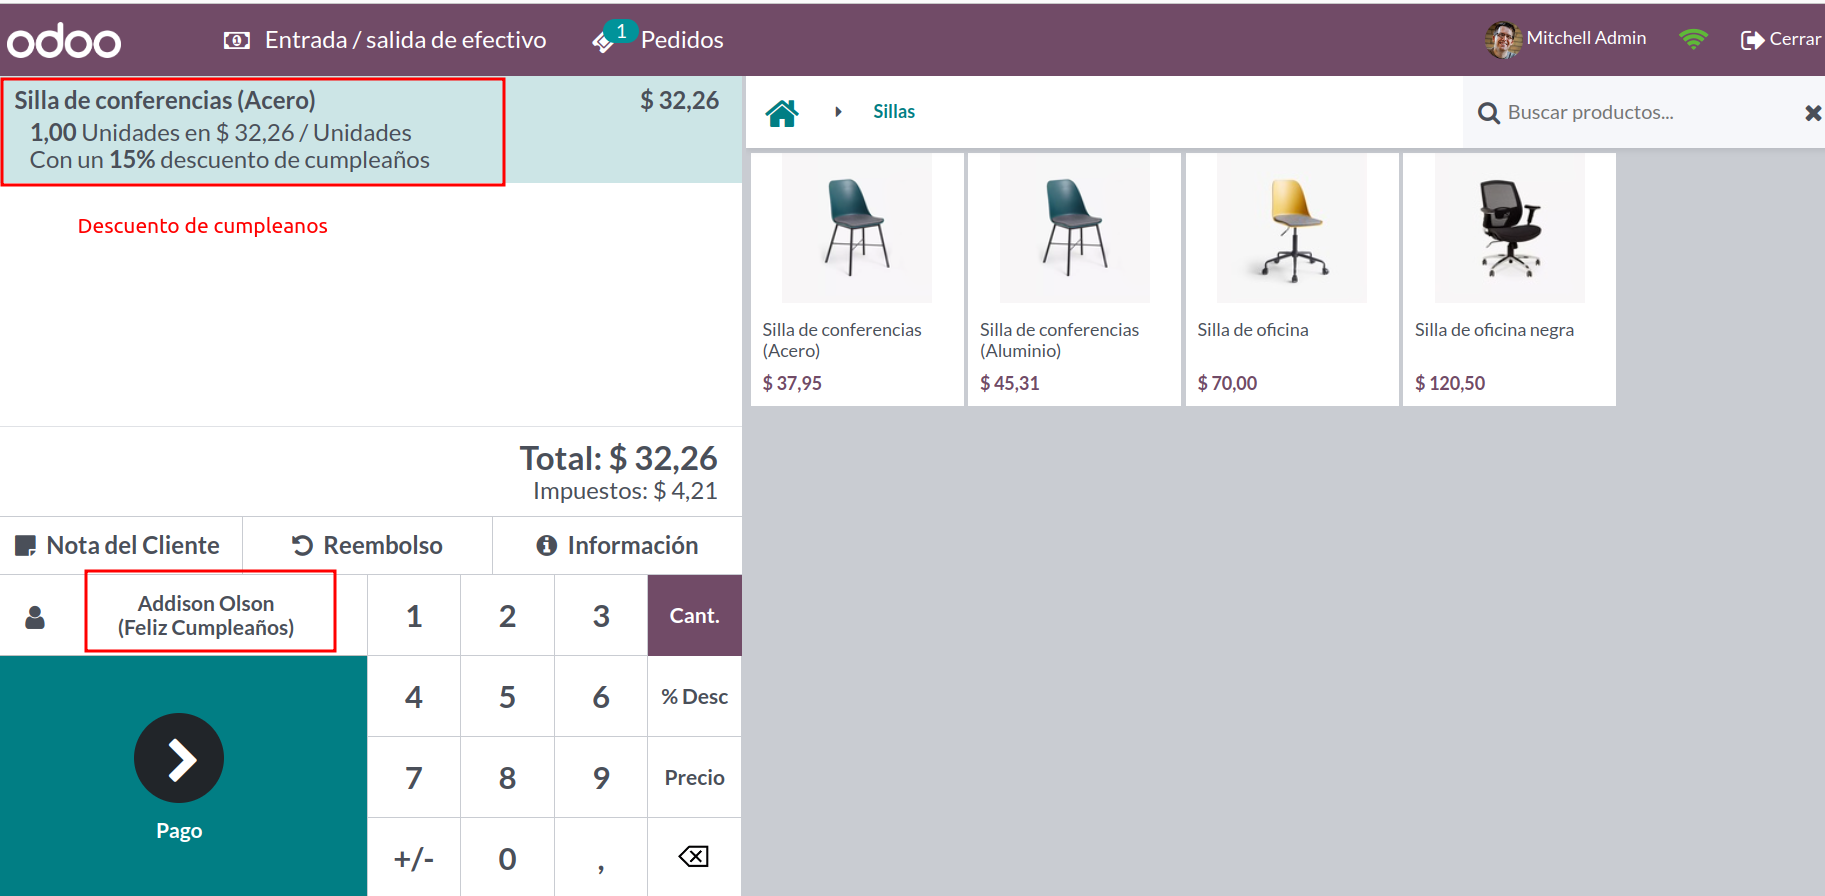 odoo
Entrada / salida de efectivo
1
Pedidos
Mitchell Admin
Cerrar
Silla de conferencias (Acero)
$ 32,26
1,00 Unidades en $ 32,26 / Unidades
Con un 15% descuento de cumpleaños
Descuento de cumpleanos
Total: $ 32,26
Impuestos: $ 4,21
Nota del Cliente
Reembolso
Información
Addison Olson
(Feliz Cumpleaños)
1
2
3
Cant.
4
5
6
% Desc
7
8
9
Precio
+/-
0
,
Pago
Sillas
Buscar productos...
Silla de conferencias
(Acero)
$ 37,95
Silla de conferencias
(Aluminio)
$ 45,31
Silla de oficina
$ 70,00
Silla de oficina negra
$ 120,50